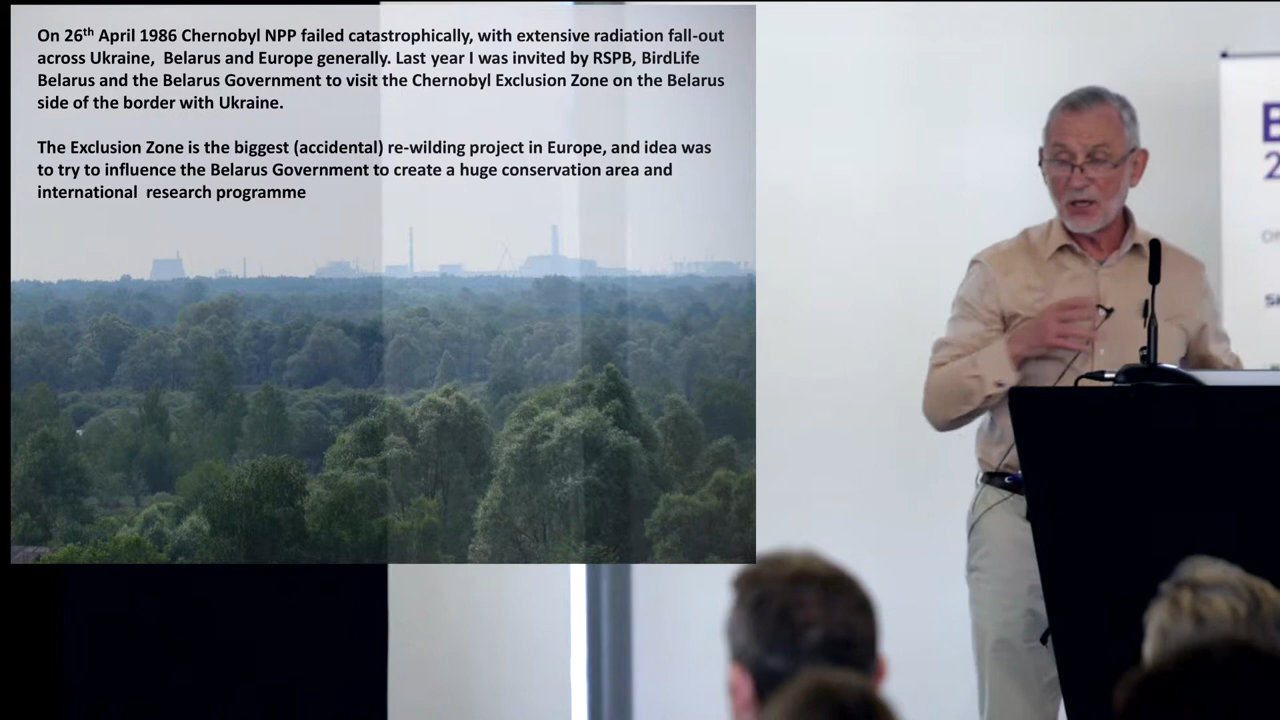 On 26th April 1986 Chernobyl NPP failed catastrophically, with extensive radiation fall-out
across Ukraine, Belarus and Europe generally. Last year I was invited by RSPB, BirdLife
Belarus and the Belarus Government to visit the Chernobyl Exclusion Zone on the Belarus
side of the border with Ukraine.
The Exclusion Zone is the biggest (accidental) re-wilding project in Europe, and idea was
to try to influence the Belarus Government to create a huge conservation area and
international research programme